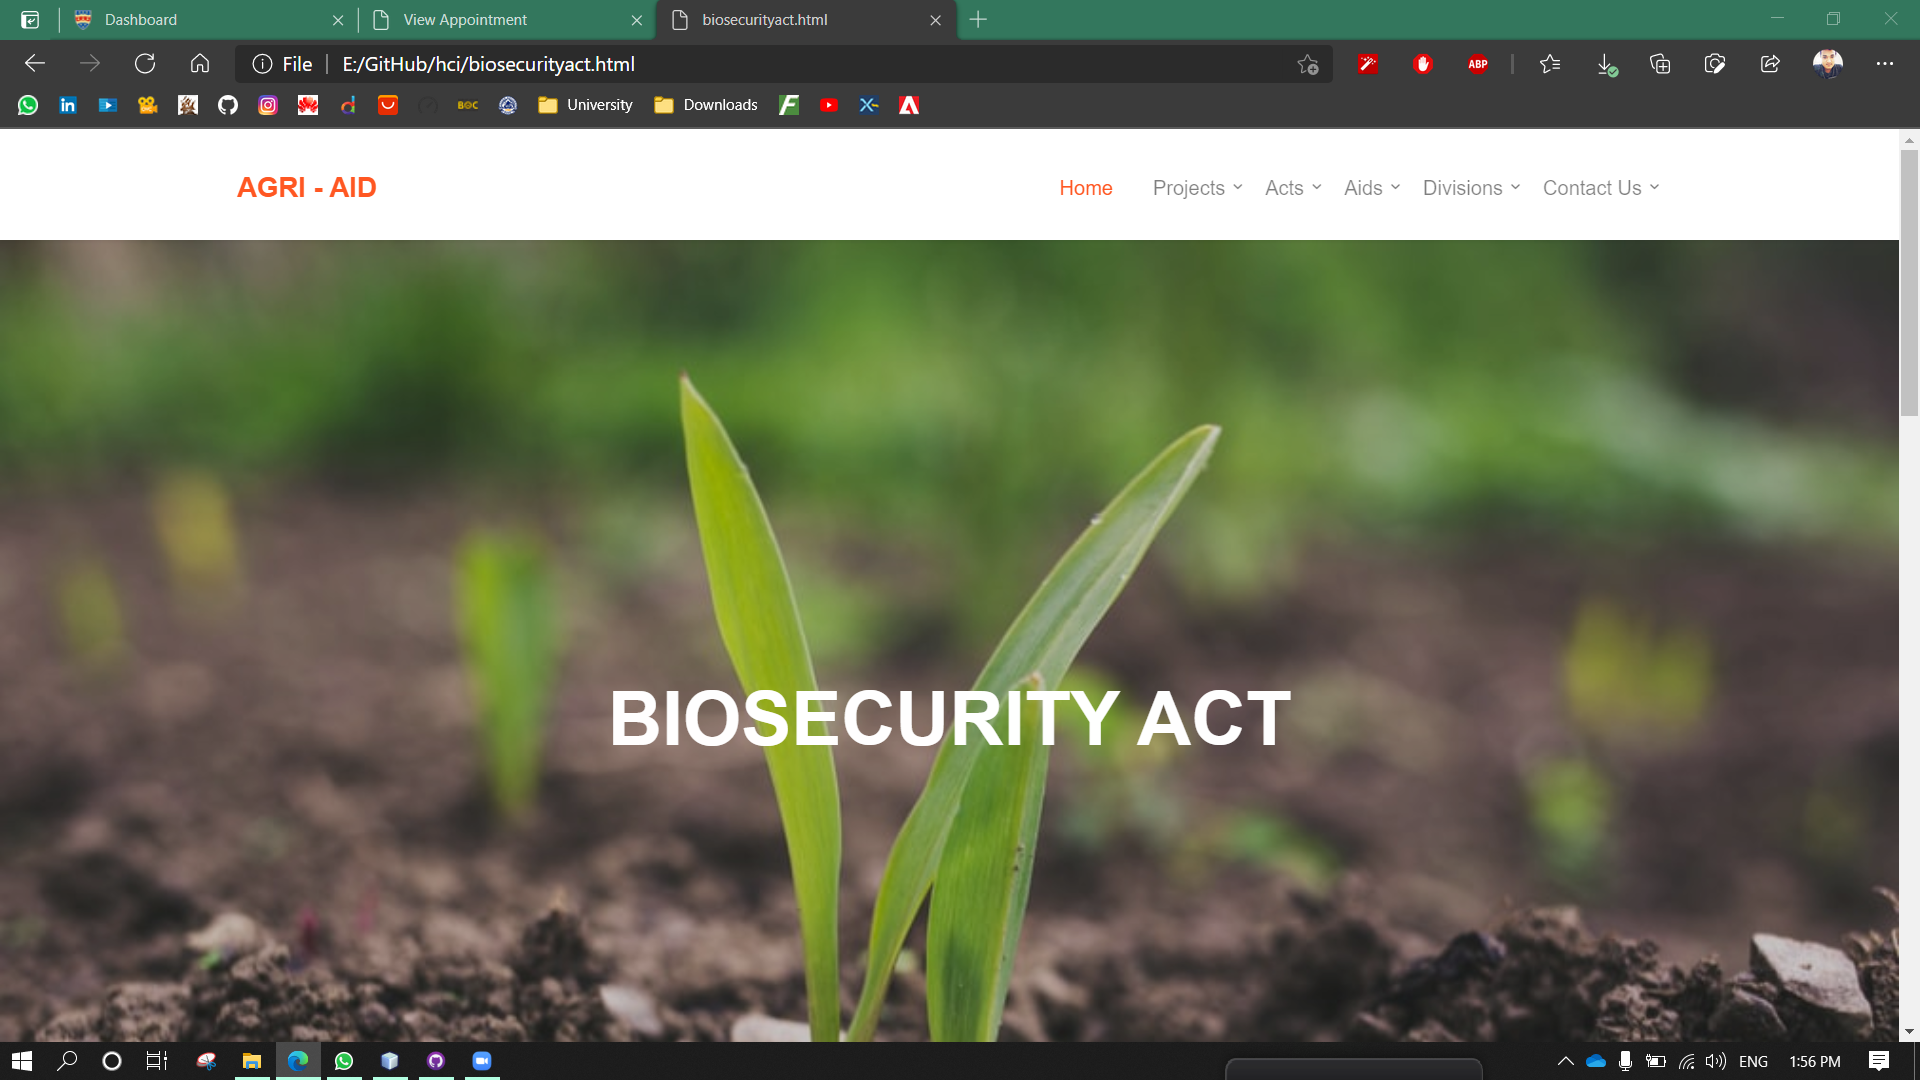 Dashboard
View Appointment
biosecurityact.html
File
E:/GitHub/hci/biosecurityact.html
ABP
BOC
University
Downloads
AGRI - AID
Home
Projects
Acts
Aids
Divisions
Contact Us
BIOSECURITY ACT
ENG
1:56 PM